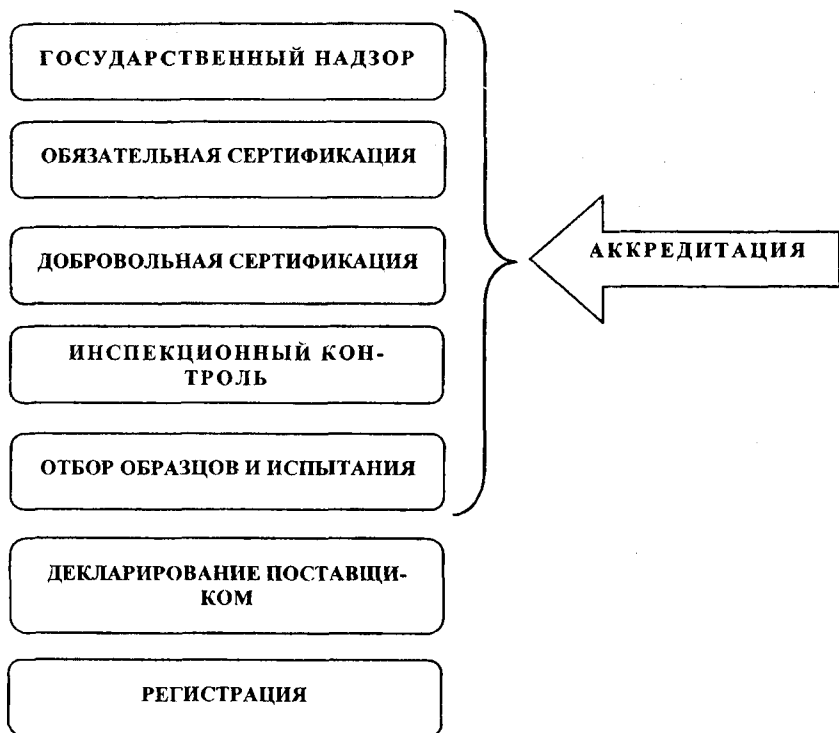 ГОСУДАРСТВЕННЫЙ НАДЗОР
ОБЯЗАТЕЛЬНАЯ СЕРТИФИКАЦИЯ
ДОБРОВОЛЬНАЯ СЕРТИФИКАЦИЯ
ИНСПЕКЦИОННЫЙ КОН-
ТРОЛЬ
ОТБОР ОБРАЗЦОВ И ИСПЫТАНИЯ
ДЕКЛАРИРОВАНИЕ ПОСТАВЩИ-
КОМ
РЕГИСТРАЦИЯ
АККРЕДИТАЦИЯ